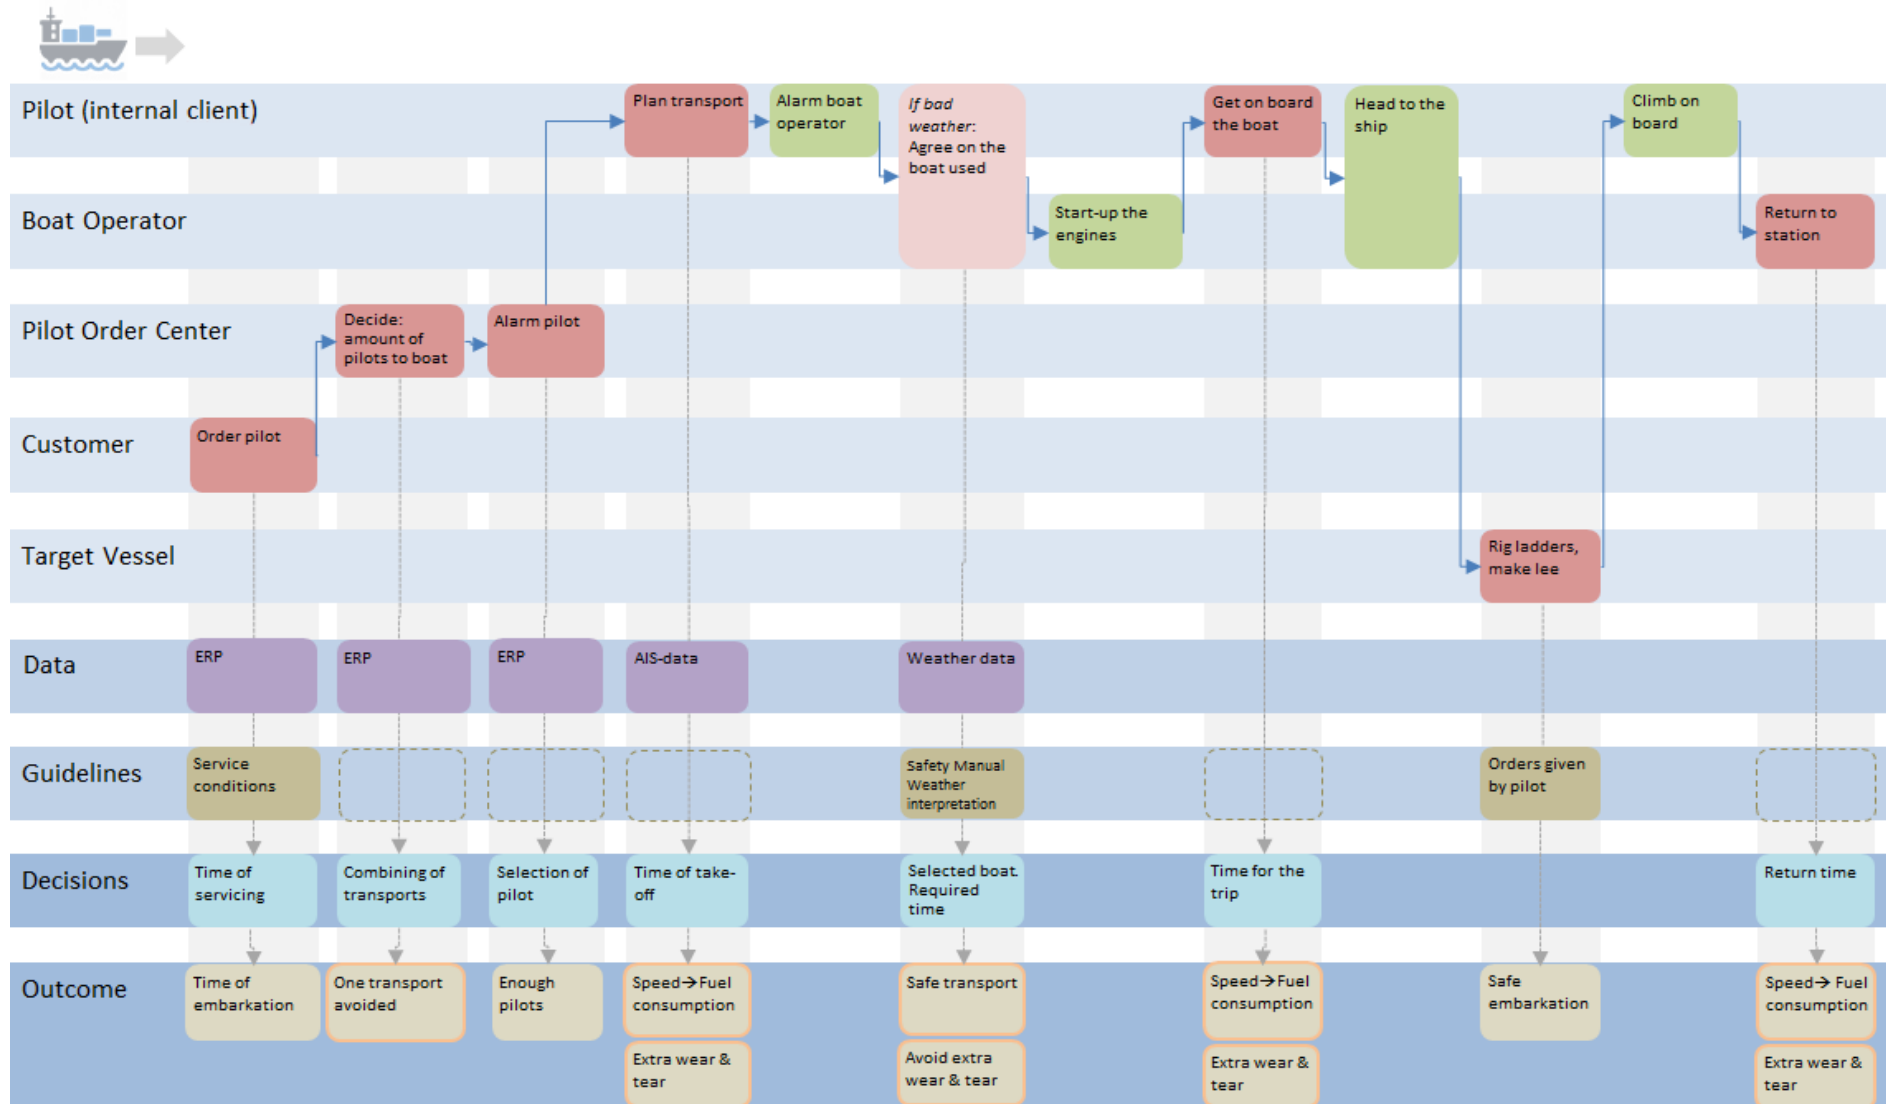 Pilot (internal client)
Plan transport
Alarm boat
operator
If bad
weather:
Agree on the
boat used
Get on board
the boat
Head to the
ship
Climb on
board
Boat Operator
Start-up the
engines
Return to
station
Pilot Order Center
Decide:
amount of
pilots to boat
Alarm pilot
Customer
Order pilot
Target Vessel
Rig ladders,
make lee
Data
ERP
ERP
ERP
AIS-data
Weather data
Guidelines
Service
conditions
Safety Manual
Weather
interpretation
Orders given
by pilot
Decisions
Time of
servicing
Combining of
transports
Selection of
pilot
Time of take-
off
Selected boat.
Required
time
Time for the
trip
Return time
Outcome
Time of
embarkation
One transport
avoided
Enough
pilots
Speed→Fuel
consumption
Extra wear &
tear
Safe transport
Avoid extra
wear & tear
Speed→Fuel
consumption
Extra wear &
tear
Safe
embarkation
Speed→ Fuel
consumption
Extra wear &
tear